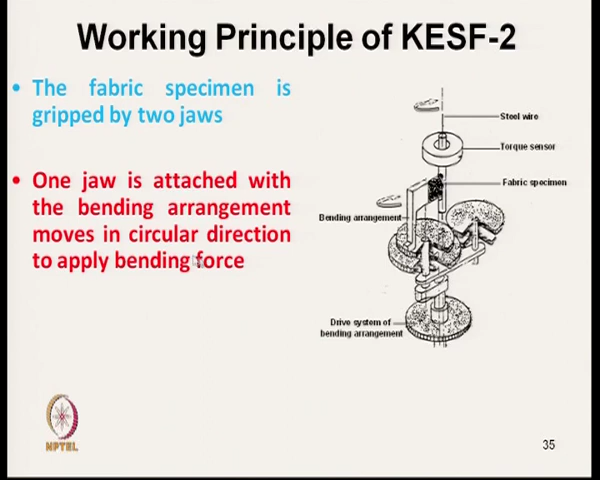 Working Principle of KESF-2
• The fabric specimen is
gripped by two jaws
• One jaw is attached with
the bending arrangement
moves in circular direction
to apply bending force
Steel wire
Torque sensor
Fabric specimen
Bending arrangement
Drive system of
bending arrangement
NPTEL
35